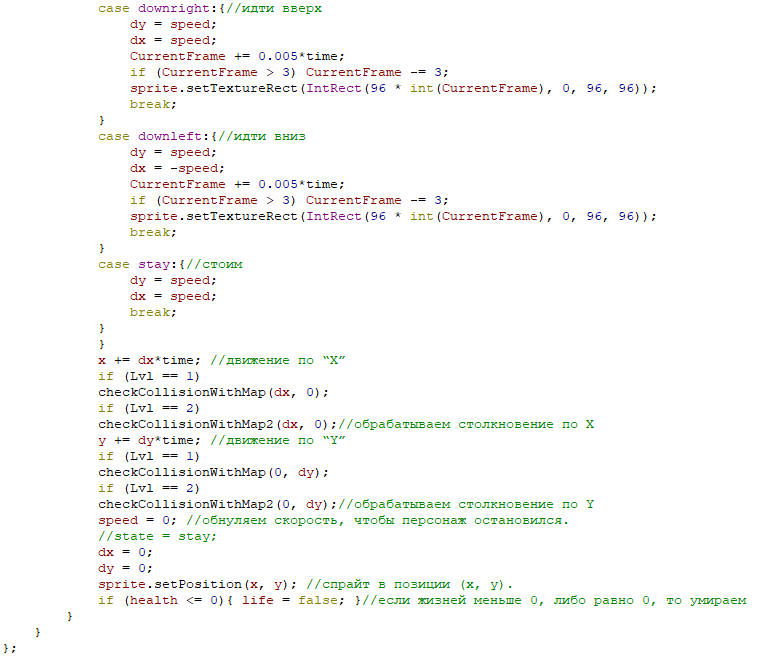 case downright:{//идти вверх
dy = speed;
dx = speed;
CurrentFrame += 0.005*time;
if (CurrentFrame > 3) CurrentFrame -= 3;
sprite.setTextureRect(IntRect(96 * int(CurrentFrame), 0, 96, 96));
break;
}
case downleft:{//идти вниз
dy = speed;
dx = -speed;
CurrentFrame += 0.005*time;
if (CurrentFrame > 3) CurrentFrame -= 3;
sprite.setTextureRect(IntRect(96 * int(CurrentFrame), 0, 96, 96));
break;
}
case stay:{//стоим
dy = speed;
dx = speed;
break;
}
}
x += dx*time; //движение по “X”
if (Lvl == 1)
checkCollisionWithMap(dx, 0);
if (Lvl == 2)
checkCollisionWithMap2(dx, 0);//обрабатываем столкновение по Х
y += dy*time; //движение по “Y”
if (Lvl == 1)
checkCollisionWithMap(0, dy);
if (Lvl == 2)
checkCollisionWithMap2(0, dy);//обрабатываем столкновение по Y
speed = 0; //обнуляем скорость, чтобы персонаж остановился.
//state = stay;
dx = 0;
dy = 0;
sprite.setPosition(x, y); //спрайт в позиции (x, y).
if (health <= 0){ life = false; }//если жизней меньше 0, либо равно 0, то умираем
}
}
};